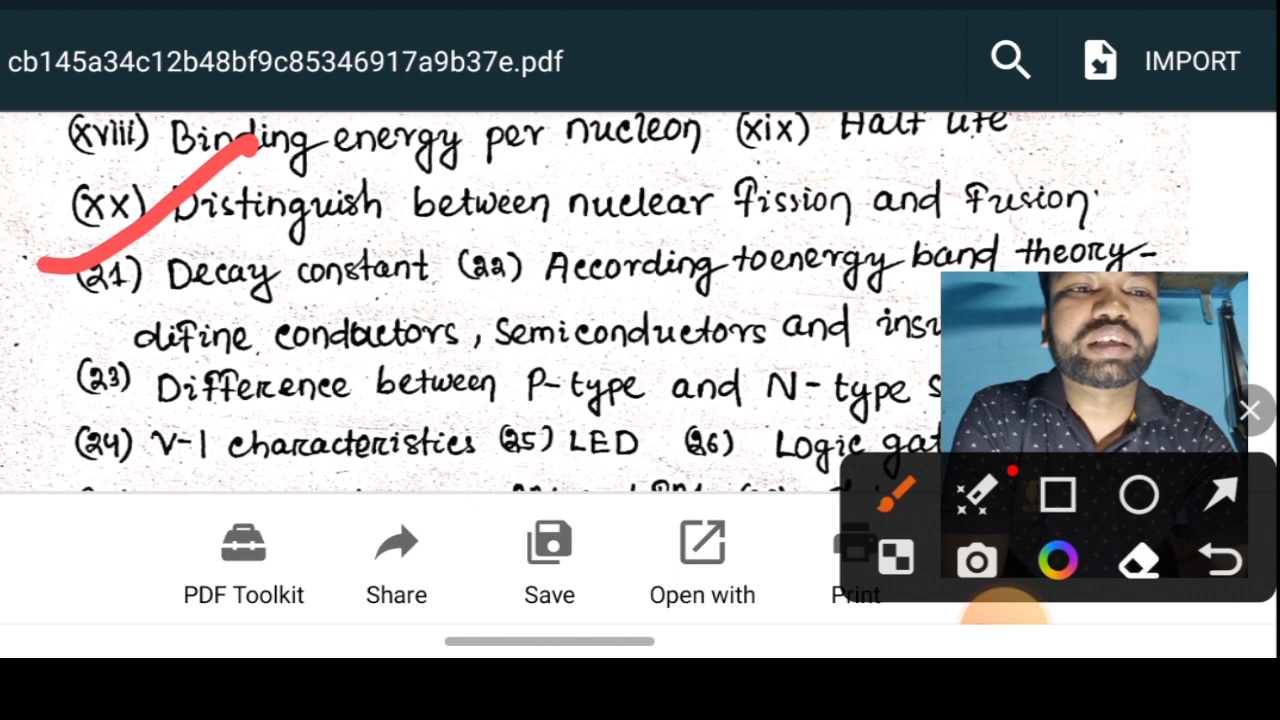 cb145a34c12b48bf9c85346917a9b37e.pdf
IMPORT
(xviii) Binding energy per nucleon (xix) Half life
(xx) Distinguish between nuclear fission and Fusion.
(21) Decay constant (22) According to energy band theory-
difine conductors, Semiconductors and
(23) Difference between P-type and N-type
(24) V-I characteristics (25) LED (26) Logic
PDF Toolkit
Share
Save
Open with
Print